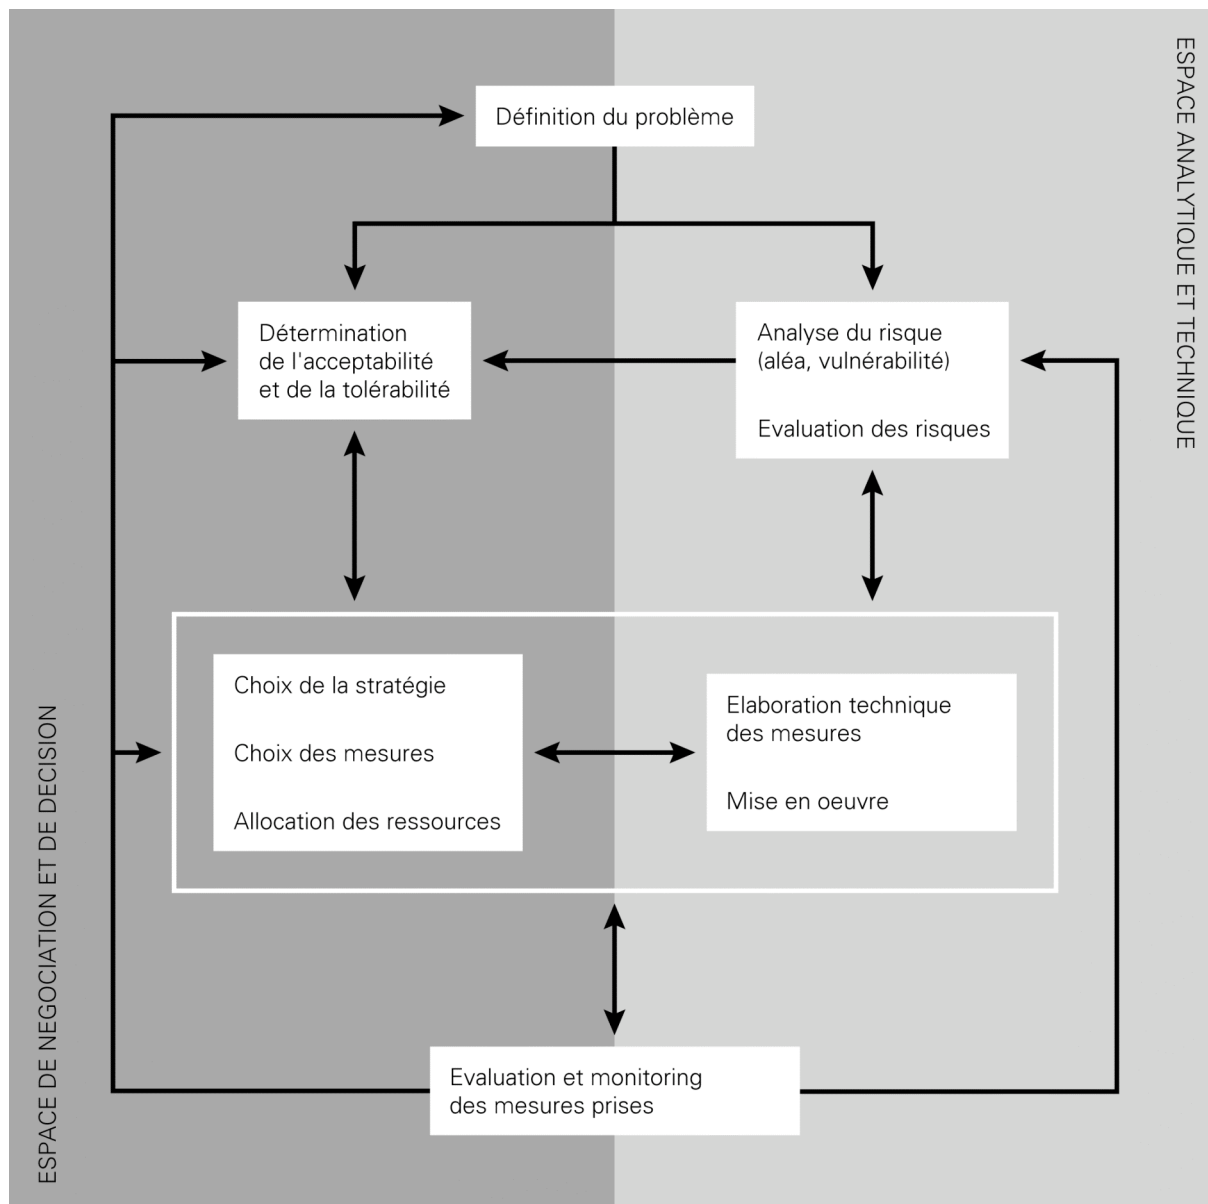 ESPACE ANALYTIQUE ET TECHNIQUE
Définition du problème
Détermination
de l'acceptabilité
et de la tolérabilité
Analyse du risque
(aléa, vulnérabilité)
Evaluation des risques
Choix de la stratégie
Choix des mesures
Allocation des ressources
Elaboration technique
des mesures
Mise en oeuvre
ESPACE DE NEGOCIATION ET DE DECISION
Evaluation et monitoring
des mesures prises